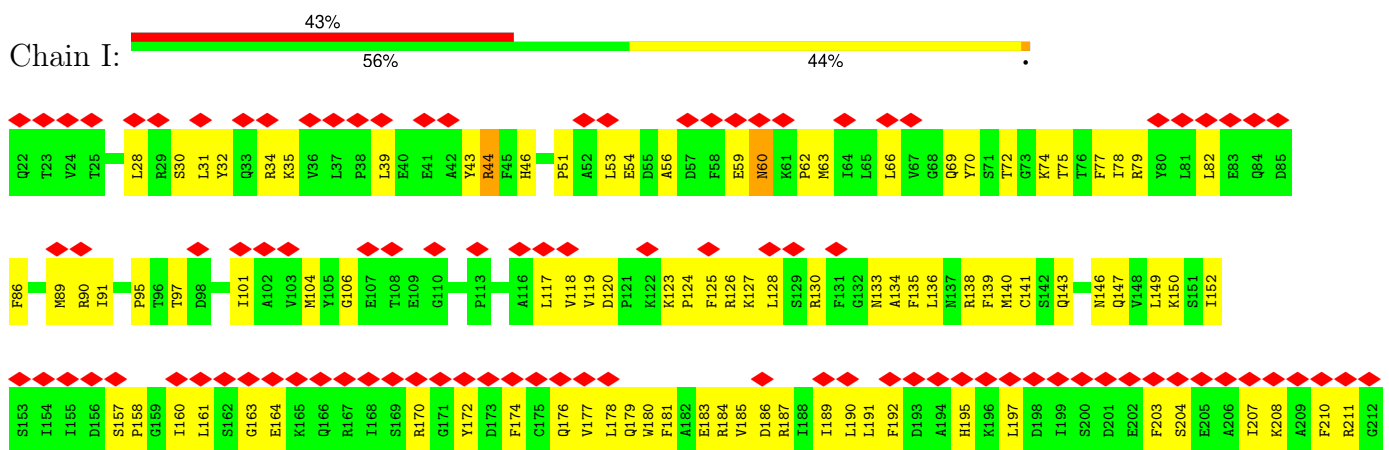 43%
Chain I:
56% 44% •
Q22 T23 V24 T25 L28 R29 S30 L31 Y32 Q33 R34 K35 V36 L37 P38 L39 E40 E41 A42 Y43 R44 F45 H46 P51 A52 L53 E54 D55 A56 D57 F58 E59 N60 K61 P62 M63 I64 L65 L66 V67 G68 Q69 Y70 S71 T72 G73 K74 T75 T76 F77 I78 R79 Y80 L81 L82 E83 Q84 D85
F86 M89 R90 I91 P95 T96 T97 D98 I101 A102 V103 M104 Y105 G106 E107 T108 E109 G110 P113 A116 L117 V118 V119 D120 P121 K122 K123 P124 F125 R126 K127 L128 S129 R130 F131 G132 N133 A134 F135 L136 N137 R138 F139 M140 C141 S142 Q143 N146 Q147 V148 L149 K150 S151 I152
S153 I154 I155 D156 S157 P158 G159 I160 L161 S162 G163 E164 K165 Q166 R167 I168 S169 R170 G171 Y172 D173 F174 C175 Q176 V177 L178 Q179 W180 F181 A182 E183 R184 V185 D186 R187 I188 I189 L190 L191 F192 D193 A194 H195 K196 L197 D198 I199 S200 D201 E202 F203 S204 E205 A206 I207 K208 A209 F210 R211 G212